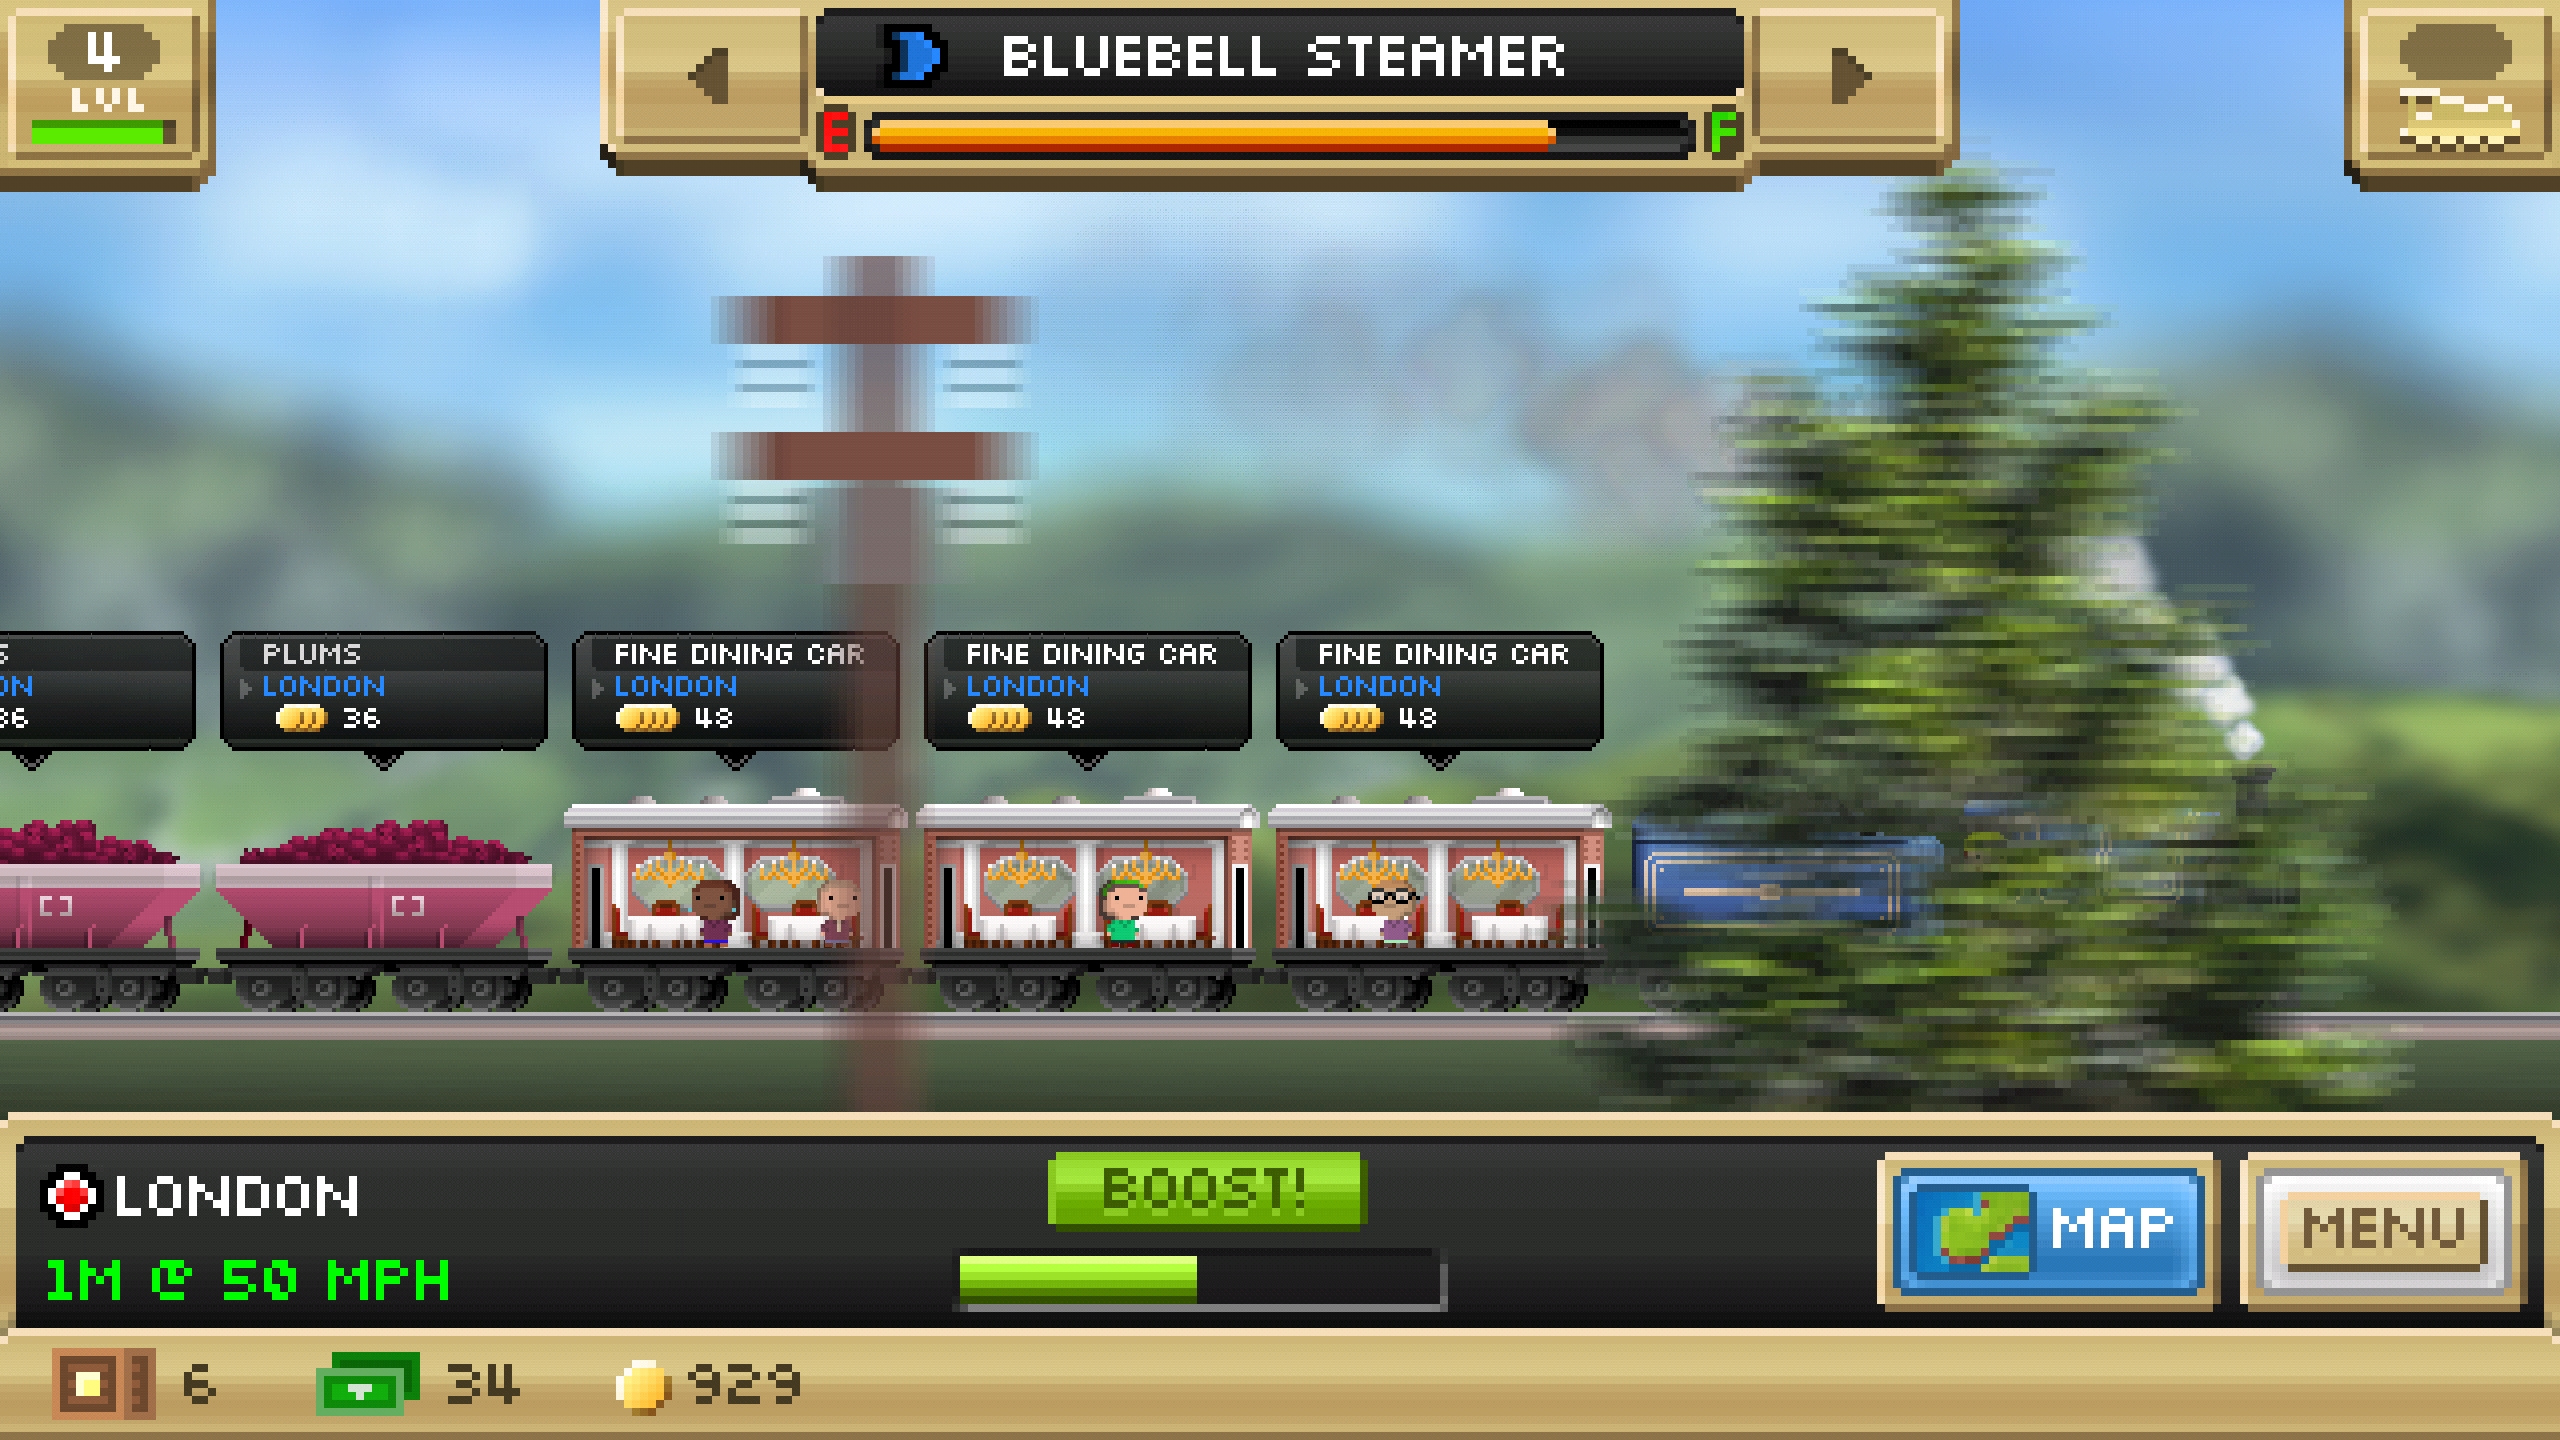 4
LVL
BLUEBELL STEAMER
E
F
36
PLUMS
LONDON
36
FINE DINING CAR
LONDON
48
FINE DINING CAR
LONDON
48
FINE DINING CAR
LONDON
48
LONDON
1M @ 50 MPH
BOOST!
MAP
MENU
6
34
929